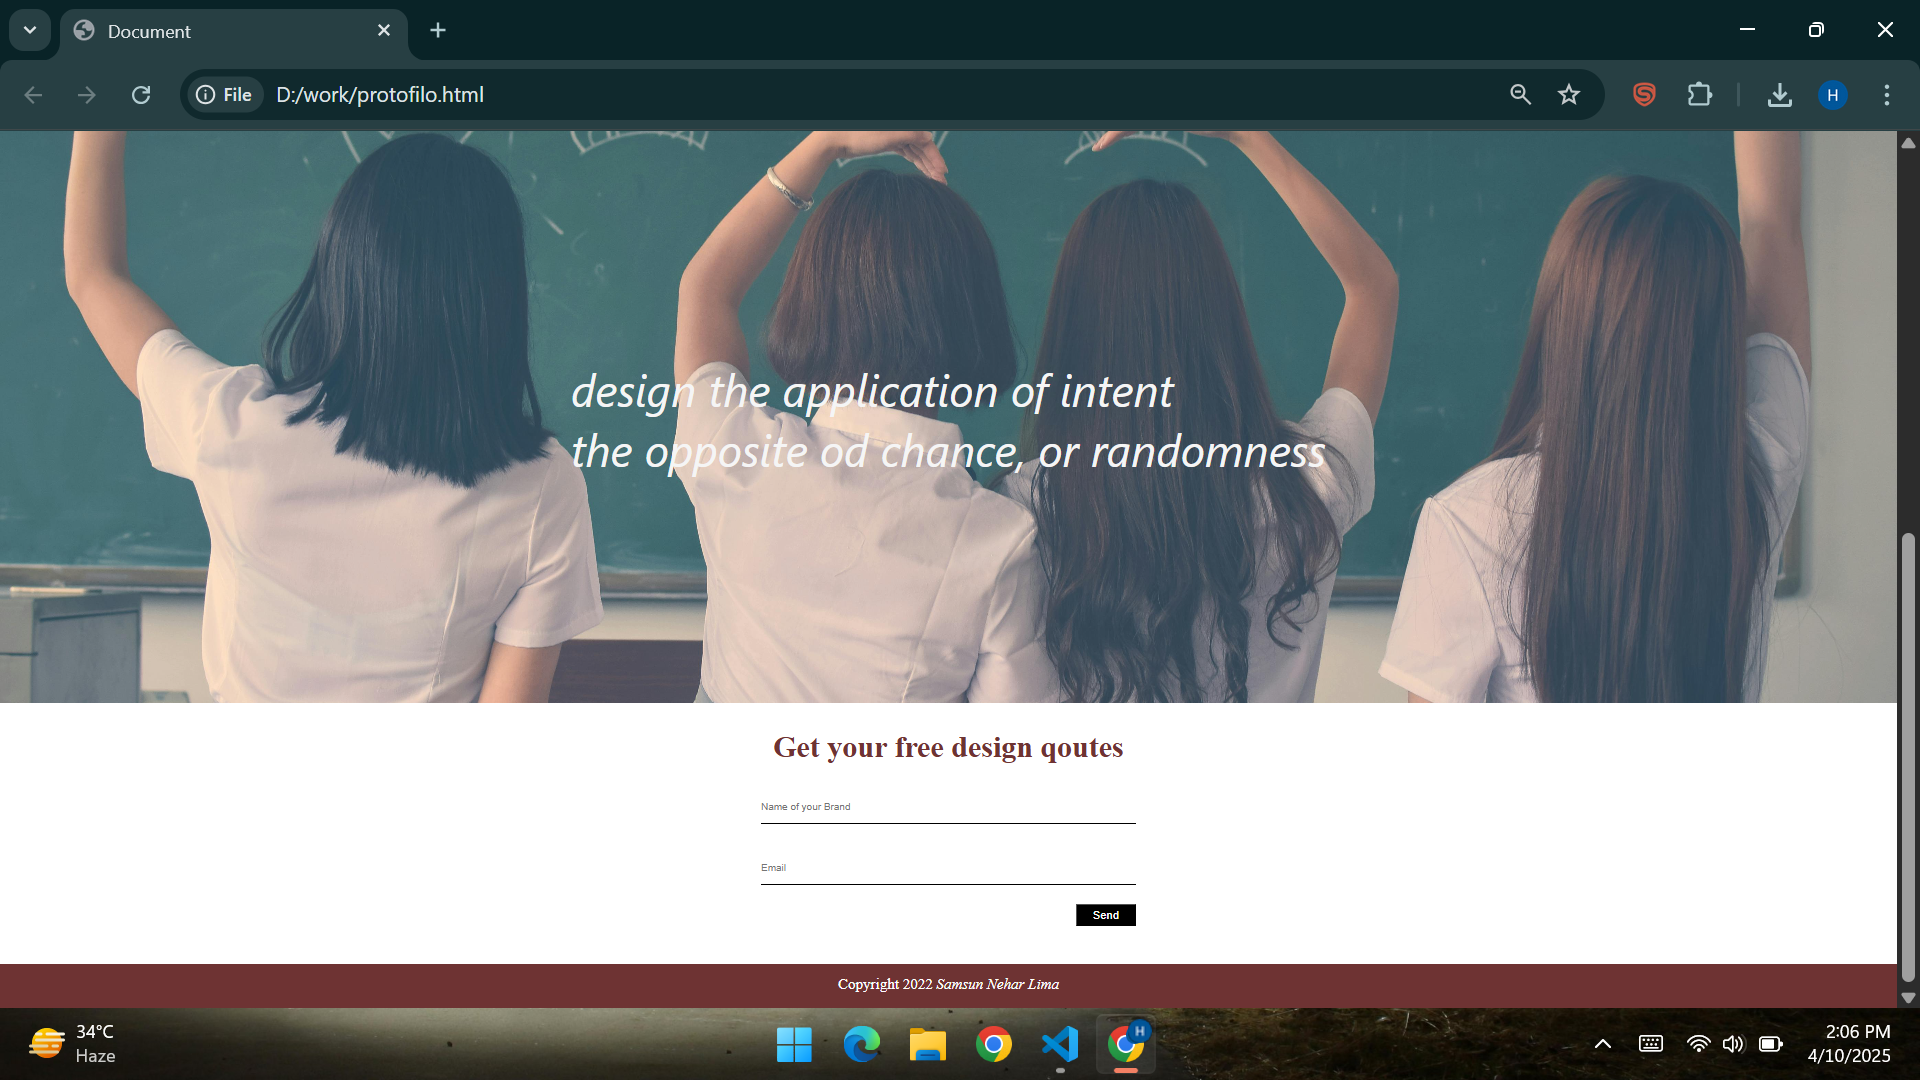 Document
File
D:/work/protofilo.html
H
design the application of intent
the opposite od chance, or randomness
Get your free design qoutes
Name of your Brand
Email
Send
Copyright 2022 Samsun Nehar Lima
34°C
Haze
H
2:06 PM
4/10/2025